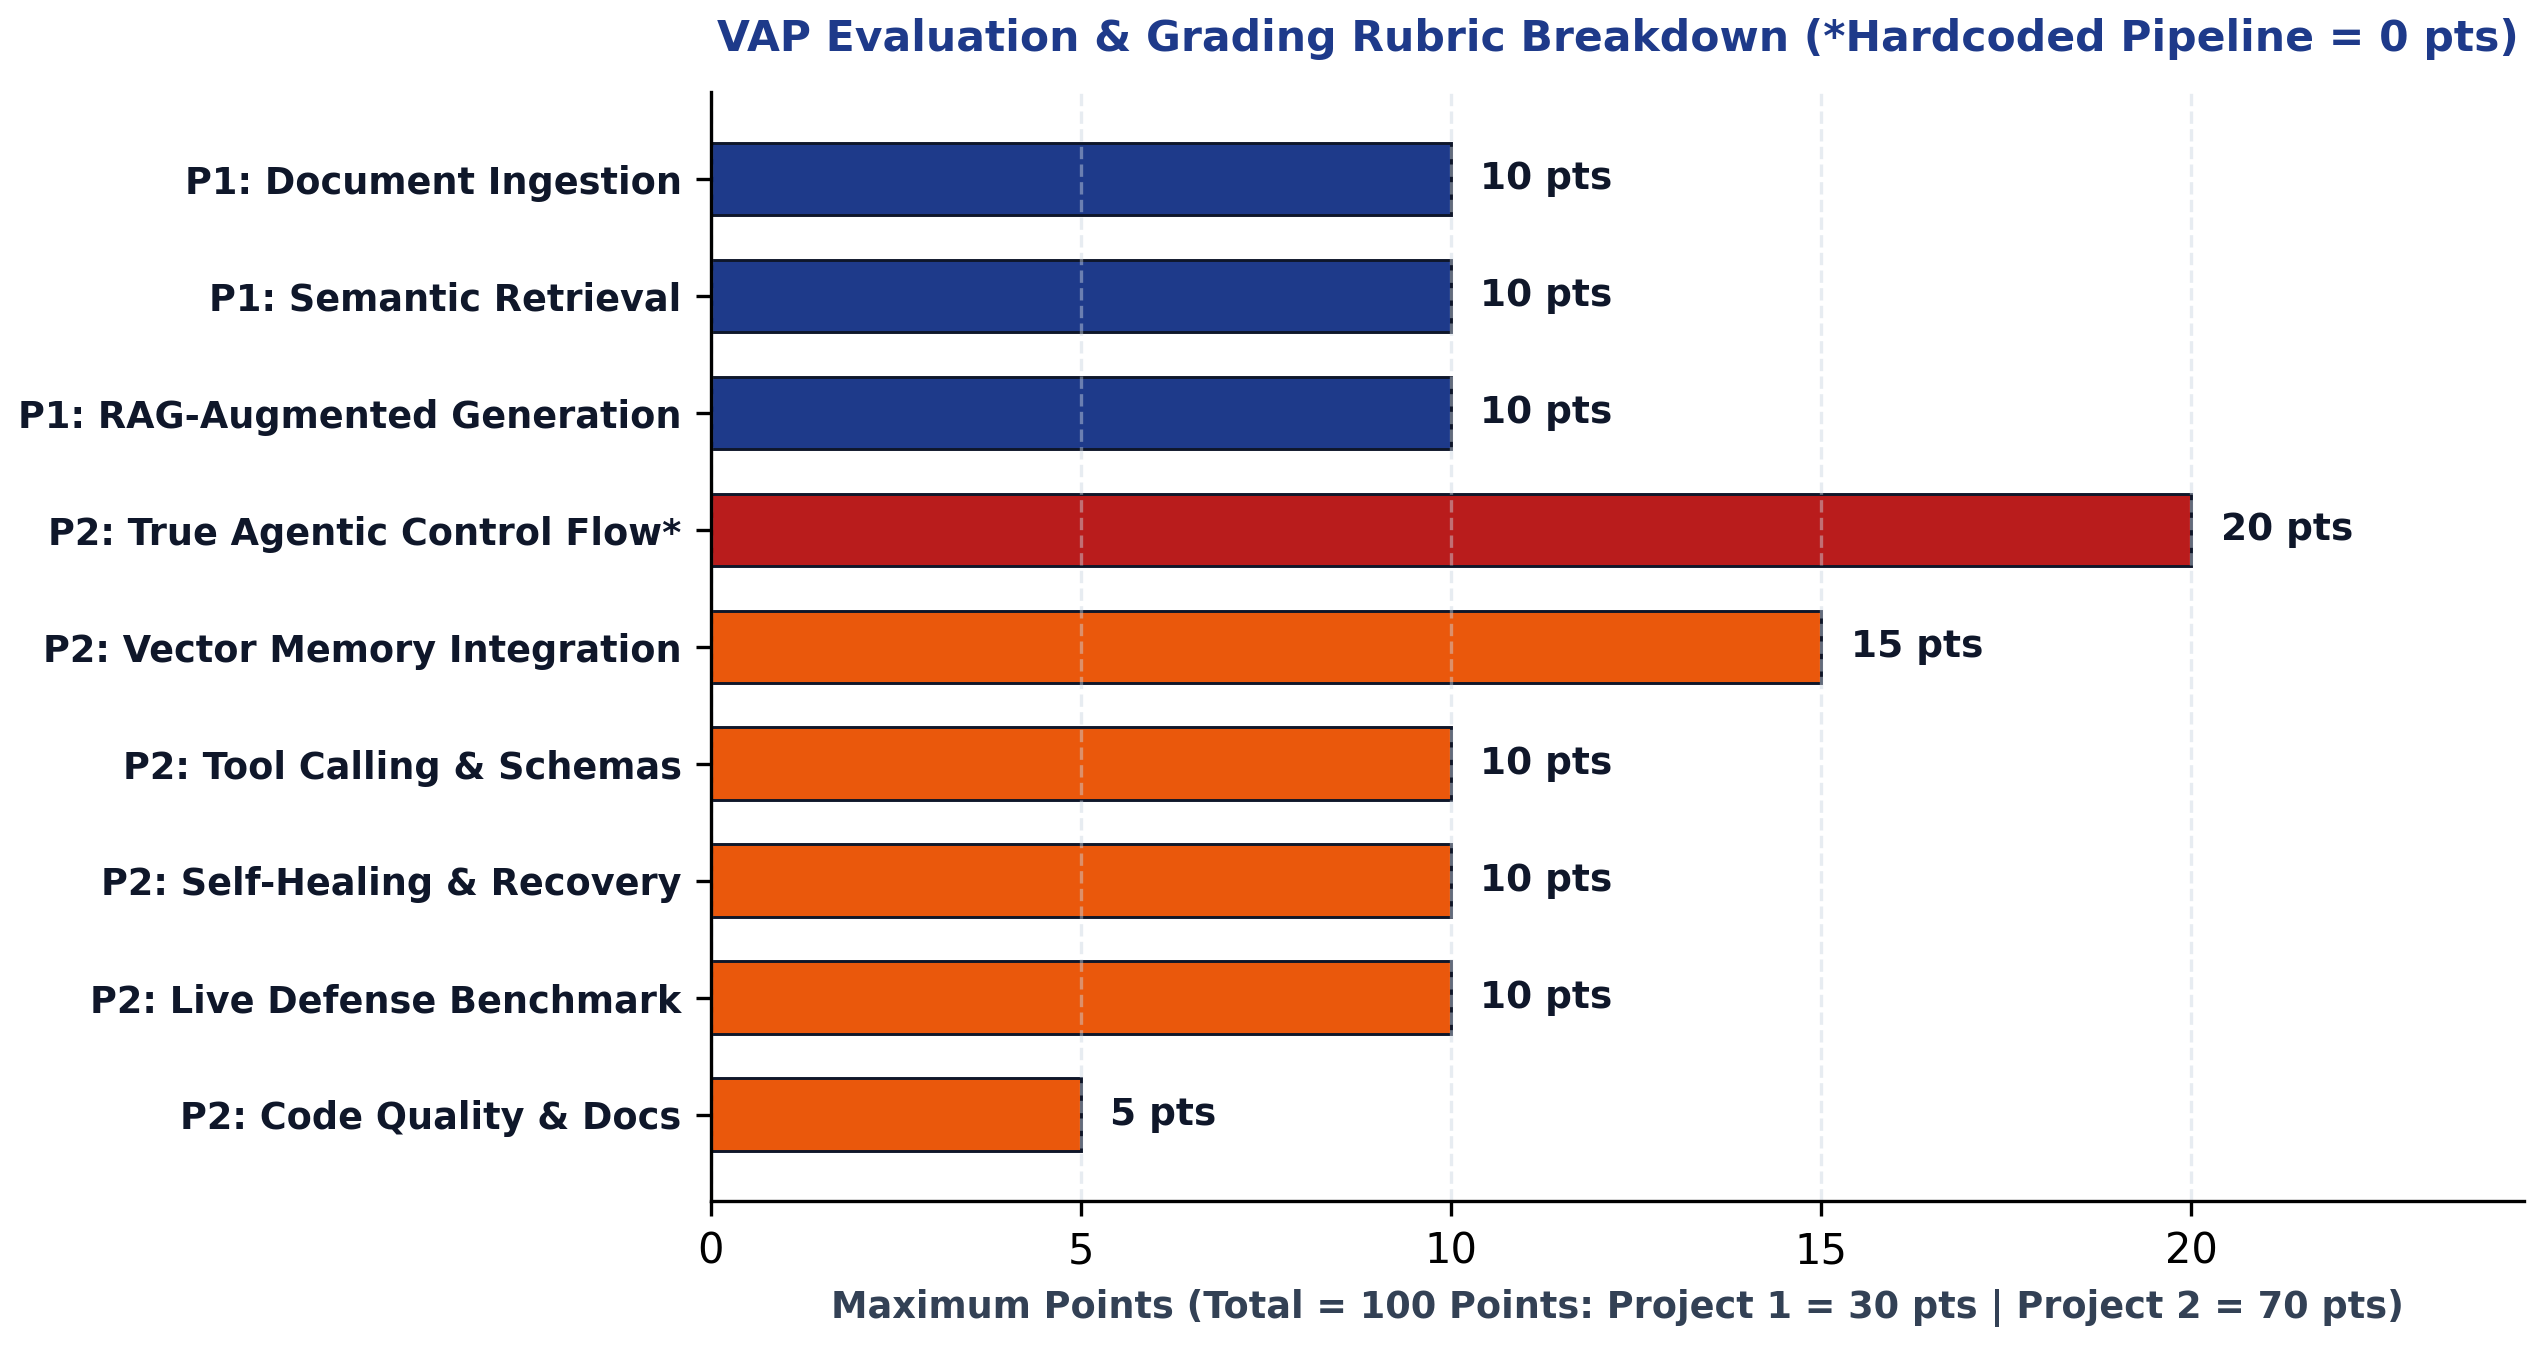 VAP Evaluation & Grading Rubric Breakdown (*Hardcoded Pipeline = 0 pts)
P1: Document Ingestion
10 pts
P1: Semantic Retrieval
10 pts
P1: RAG-Augmented Generation
10 pts
P2: True Agentic Control Flow*
20 pts
P2: Vector Memory Integration
15 pts
P2: Tool Calling & Schemas
10 pts
P2: Self-Healing & Recovery
10 pts
P2: Live Defense Benchmark
10 pts
P2: Code Quality & Docs
5 pts
0 5 10 15 20
Maximum Points (Total = 100 Points: Project 1 = 30 pts | Project 2 = 70 pts)